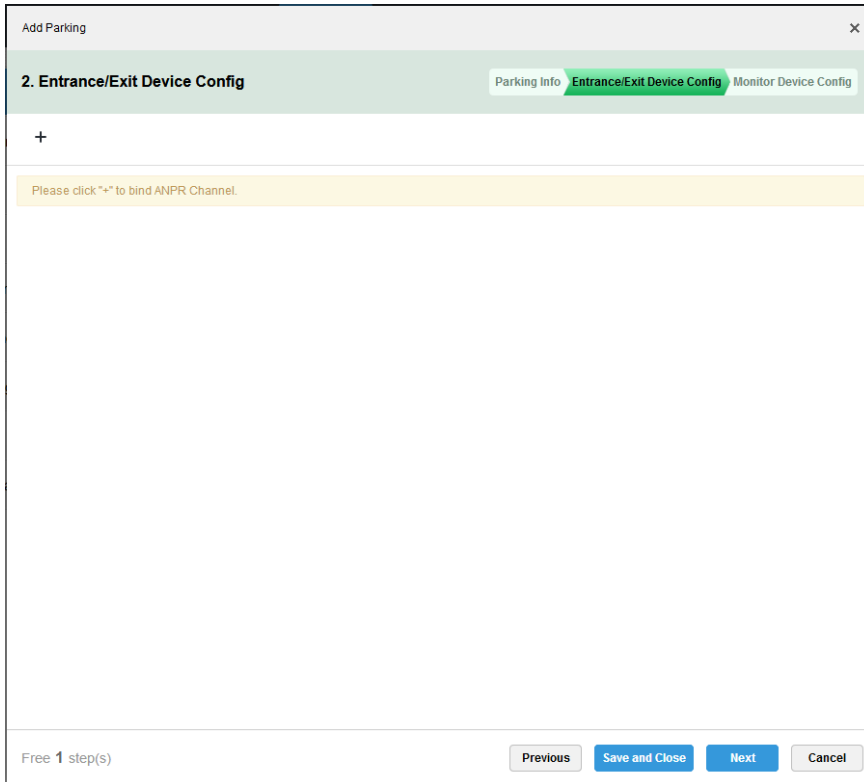 Add Parking
2. Entrance/Exit Device Config
Parking Info Entrance/Exit Device Config Monitor Device Config
Please click "+" to bind ANPR Channel.
Free 1 step(s)
Previous Save and Close Next Cancel